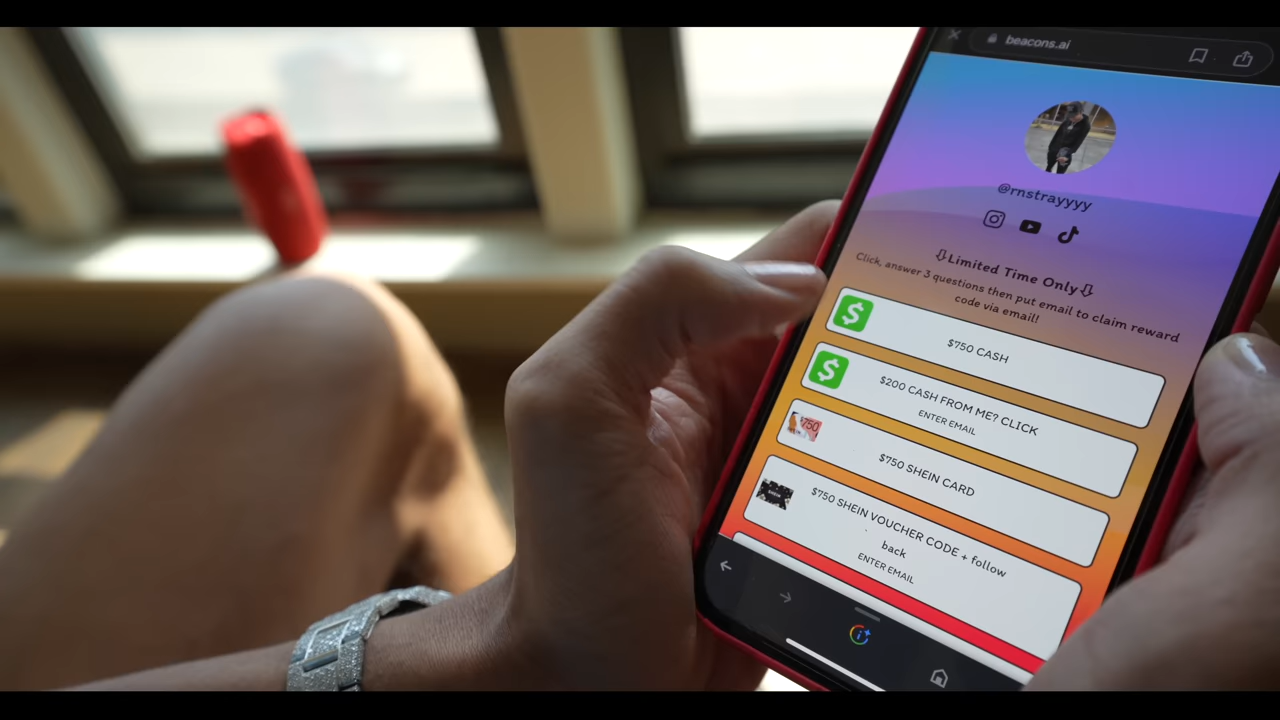 beacons.ai
@rnstrayyyy
⇩Limited Time Only⇩
Click, answer 3 questions then put email to claim reward
code via email!
$750 CASH
$200 CASH FROM ME? CLICK
ENTER EMAIL
$750
$750 SHEIN CARD
$750 SHEIN VOUCHER CODE + follow
back
ENTER EMAIL